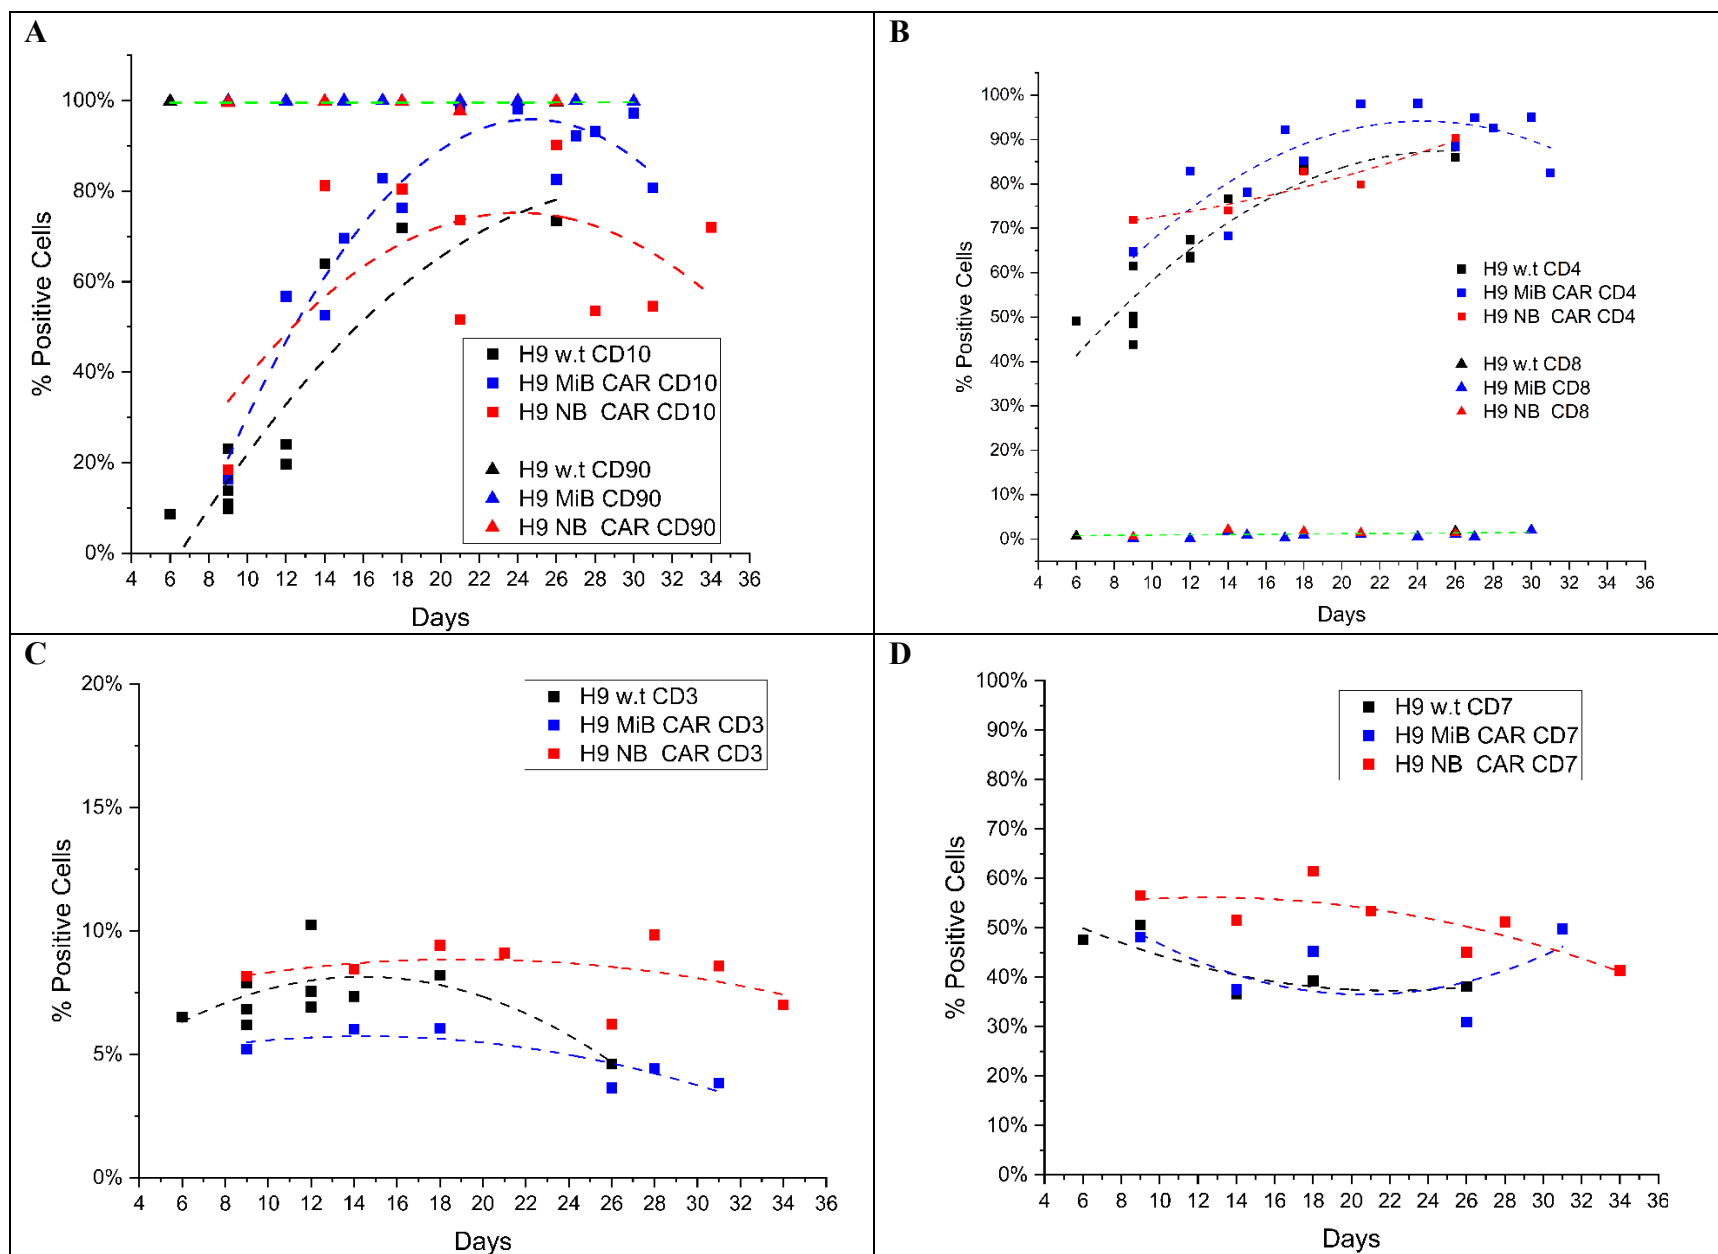 A
% Positive Cells
100%
80%
60%
40%
20%
0%
H9 w.t CD10
H9 MiB CAR CD10
H9 NB  CAR CD10
H9 w.t CD90
H9 MiB CD90
H9 NB  CAR CD90
4 6 8 10 12 14 16 18 20 22 24 26 28 30 32 34 36
Days
B
% Positive Cells
100%
90%
80%
70%
60%
50%
40%
30%
20%
10%
0%
H9 w.t CD4
H9 MiB CAR CD4
H9 NB  CAR CD4
H9 w.t CD8
H9 MiB CD8
H9 NB  CD8
4 6 8 10 12 14 16 18 20 22 24 26 28 30 32 34 36
Days
C
% Positive Cells
20%
15%
10%
5%
0%
H9 w.t CD3
H9 MiB CAR CD3
H9 NB  CAR CD3
4 6 8 10 12 14 16 18 20 22 24 26 28 30 32 34 36
Days
D
% Positive Cells
100%
90%
80%
70%
60%
50%
40%
30%
20%
10%
0%
H9 w.t CD7
H9 MiB CAR CD7
H9 NB  CAR CD7
4 6 8 10 12 14 16 18 20 22 24 26 28 30 32 34 36
Days